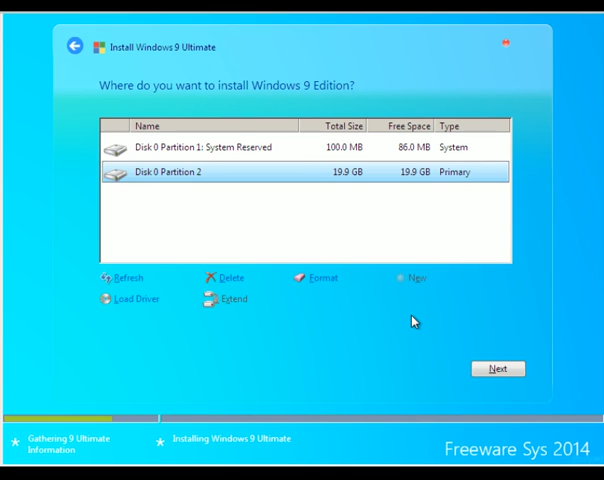 Install Windows 9 Ultimate
Where do you want to install Windows 9 Edition?
Name Total Size Free Space Type
Disk 0 Partition 1: System Reserved 100.0 MB 86.0 MB System
Disk 0 Partition 2 19.9 GB 19.9 GB Primary
Refresh Delete Format New
Load Driver Extend
Next
Gathering 9 Ultimate
Information
Installing Windows 9 Ultimate
Freeware Sys 2014